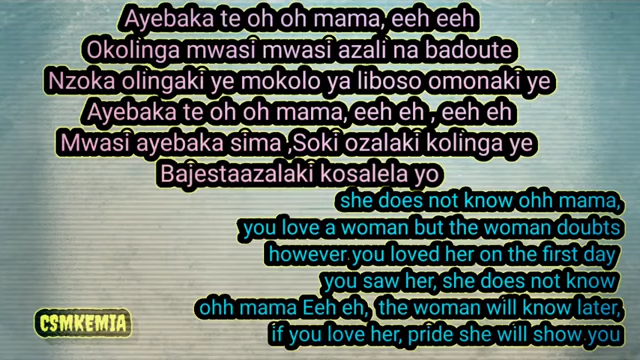 Ayebaka te oh oh mama, eeh eeh
Okolinga mwasi mwasi azali na badoute
Nzoka olingaki ye mokolo ya liboso omonaki ye
Ayebaka te oh oh mama, eeh eh , eeh eh
Mwasi ayebaka sima ,Soki ozalaki kolinga ye
Bajestaazalaki kosalela yo
she does not know ohh mama,
you love a woman but the woman doubts
however you loved her on the first day
you saw her, she does not know
ohh mama Eeh eh, the woman will know later,
if you love her, pride she will show you
CSMKEMIA